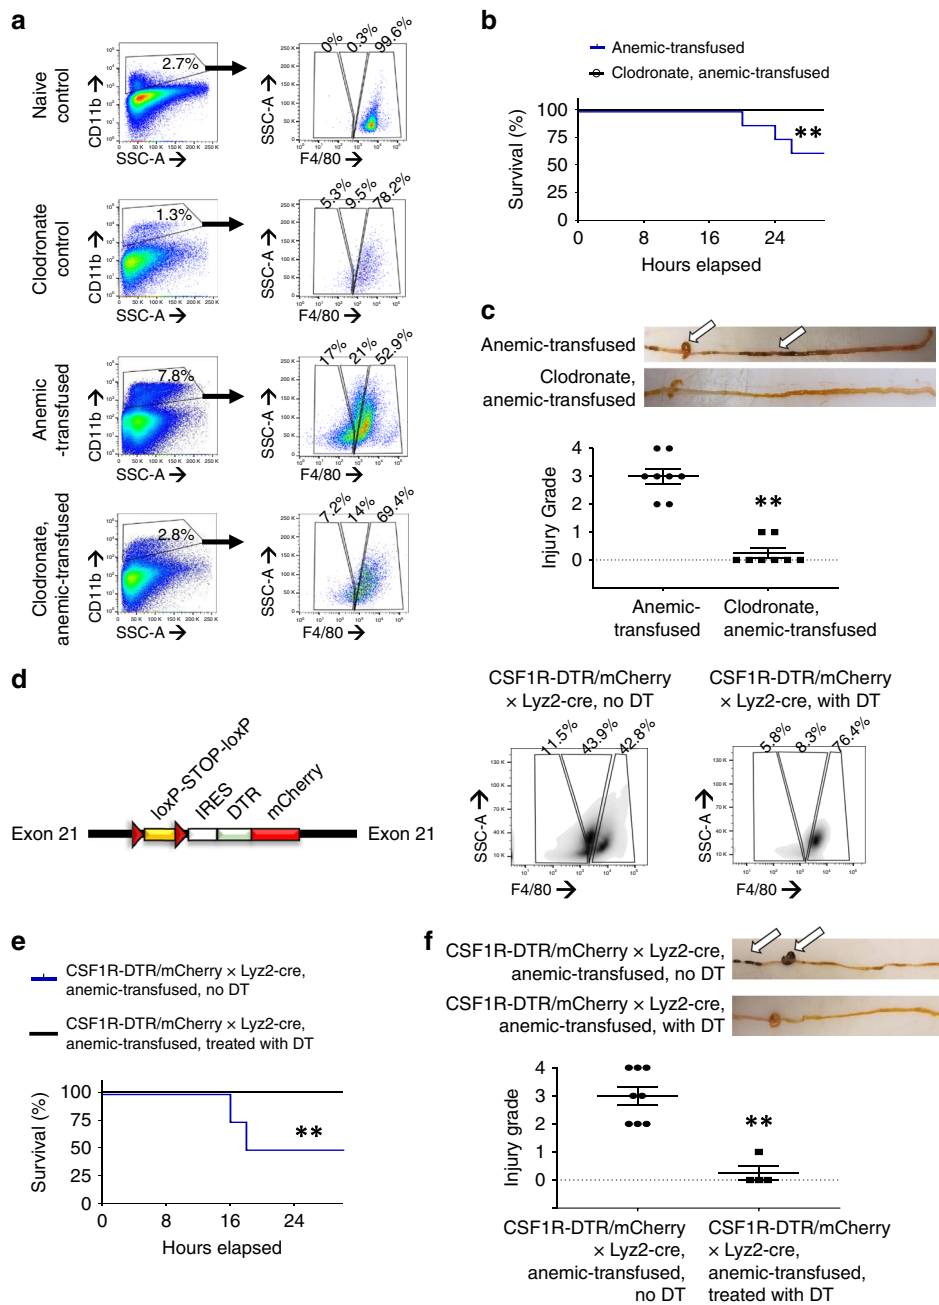 a
Naive
control
CD11b →
2.7%
SSC-A →
SSC-A →
0%
0.3%
99.6%
F4/80 →
Clodronate
control
CD11b →
1.3%
SSC-A →
SSC-A →
5.3%
9.5%
78.2%
F4/80 →
Anemic
-transfused
CD11b →
7.8%
SSC-A →
SSC-A →
17%
21%
52.9%
F4/80 →
Clodronate,
anemic-transfused
CD11b →
2.8%
SSC-A →
SSC-A →
7.2%
14%
69.4%
F4/80 →
b
Anemic-transfused
Clodronate, anemic-transfused
Survival (%)
100
75
50
25
0
**
0 8 16 24
Hours elapsed
c
Anemic-transfused
Clodronate,
anemic-transfused
Injury Grade
4
3
2
1
0
**
Anemic-
transfused
Clodronate,
anemic-transfused
d
Exon 21
loxP-STOP-loxP
IRES
DTR
mCherry
Exon 21
CSF1R-DTR/mCherry
× Lyz2-cre, no DT
11.5%
43.9%
42.8%
SSC-A →
130 K
100 K
70 K
40 K
10 K
F4/80 →
CSF1R-DTR/mCherry
× Lyz2-cre, with DT
5.8%
8.3%
76.4%
SSC-A →
130 K
100 K
70 K
40 K
10 K
F4/80 →
e
CSF1R-DTR/mCherry × Lyz2-cre,
anemic-transfused, no DT
CSF1R-DTR/mCherry × Lyz2-cre,
anemic-transfused, treated with DT
Survival (%)
100
75
50
25
0
**
0 8 16 24
Hours elapsed
f
CSF1R-DTR/mCherry × Lyz2-cre,
anemic-transfused, no DT
CSF1R-DTR/mCherry × Lyz2-cre,
anemic-transfused, with DT
Injury grade
4
3
2
1
0
**
CSF1R-DTR/mCherry
× Lyz2-cre,
anemic-transfused,
no DT
CSF1R-DTR/mCherry
× Lyz2-cre,
anemic-transfused,
treated with DT